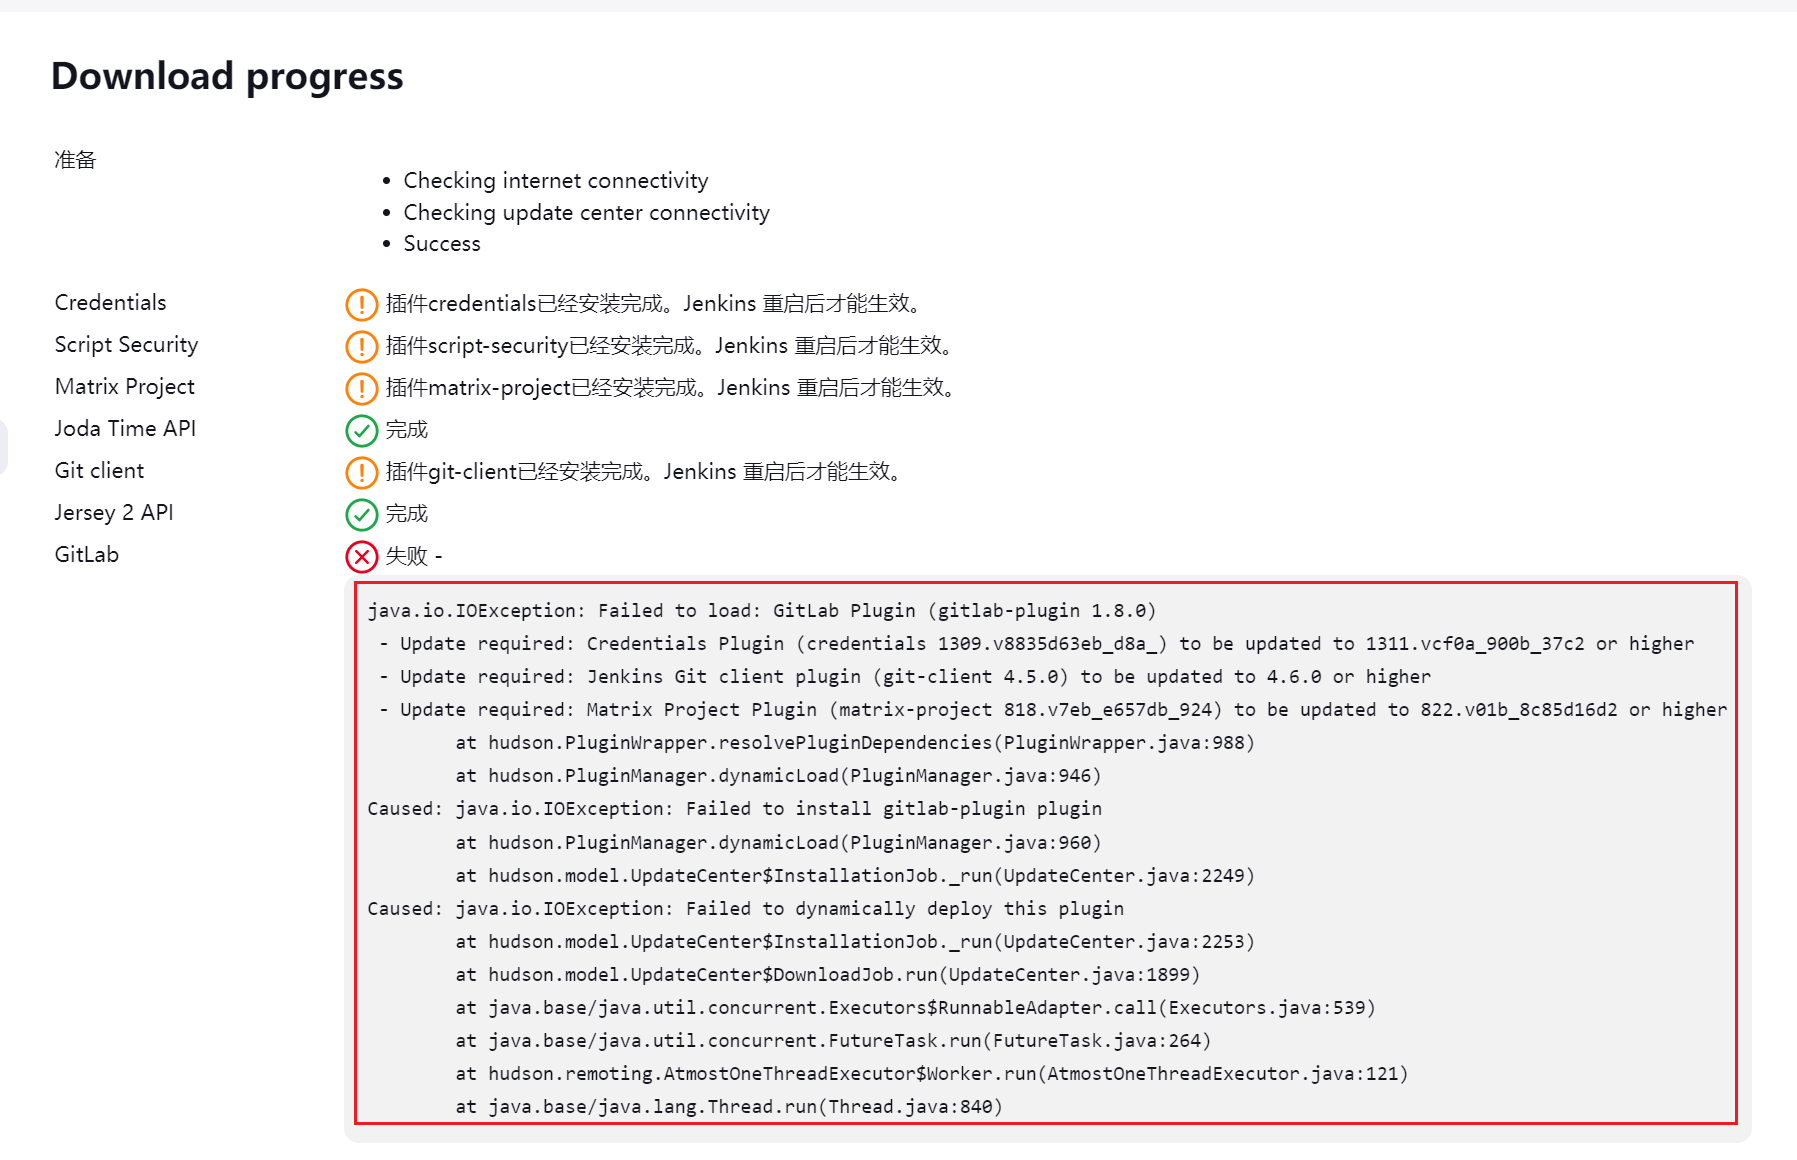 Download progress
准备
Checking internet connectivity
Checking update center connectivity
Success
Credentials
插件credentials已经安装完成。Jenkins 重启后才能生效。
Script Security
插件script-security已经安装完成。Jenkins 重启后才能生效。
Matrix Project
插件matrix-project已经安装完成。Jenkins 重启后才能生效。
Joda Time API
完成
Git client
插件git-client已经安装完成。Jenkins 重启后才能生效。
Jersey 2 API
完成
GitLab
失败 -
java.io.IOException: Failed to load: GitLab Plugin (gitlab-plugin 1.8.0)
- Update required: Credentials Plugin (credentials 1309.v8835d63eb_d8a_) to be updated to 1311.vcf0a_900b_37c2 or higher
- Update required: Jenkins Git client plugin (git-client 4.5.0) to be updated to 4.6.0 or higher
- Update required: Matrix Project Plugin (matrix-project 818.v7eb_e657db_924) to be updated to 822.v01b_8c85d16d2 or higher
at hudson.PluginWrapper.resolvePluginDependencies(PluginWrapper.java:988)
at hudson.PluginManager.dynamicLoad(PluginManager.java:946)
Caused: java.io.IOException: Failed to install gitlab-plugin plugin
at hudson.PluginManager.dynamicLoad(PluginManager.java:960)
at hudson.model.UpdateCenter$InstallationJob._run(UpdateCenter.java:2249)
Caused: java.io.IOException: Failed to dynamically deploy this plugin
at hudson.model.UpdateCenter$InstallationJob._run(UpdateCenter.java:2253)
at hudson.model.UpdateCenter$DownloadJob.run(UpdateCenter.java:1899)
at java.base/java.util.concurrent.Executors$RunnableAdapter.call(Executors.java:539)
at java.base/java.util.concurrent.FutureTask.run(FutureTask.java:264)
at hudson.remoting.AtmostOneThreadExecutor$Worker.run(AtmostOneThreadExecutor.java:121)
at java.base/java.lang.Thread.run(Thread.java:840)